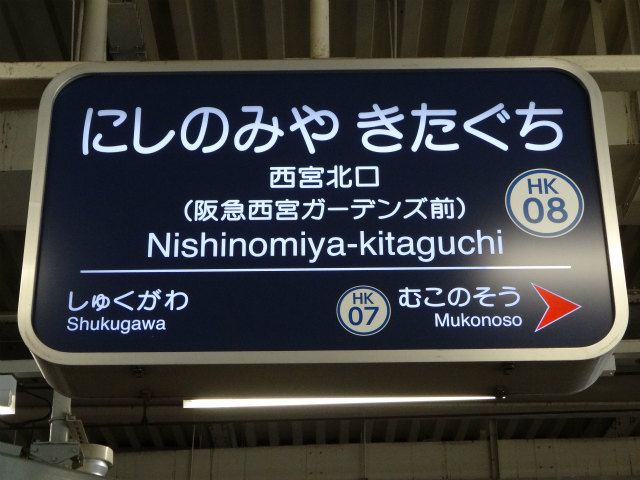 にしのみや きたぐち
西宮北口
（阪急西宮ガーデンズ前）
HK
08
Nishinomiya-kitaguchi
しゅくがわ
Shukugawa
HK
07
むこのそう
Mukonoso